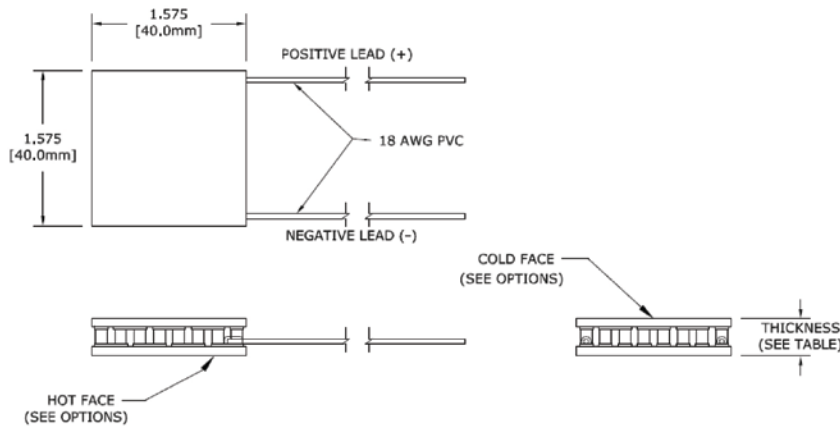 1.575
[40.0mm]
POSITIVE LEAD (+)
1.575
[40.0mm]
18 AWG PVC
NEGATIVE LEAD (-)
COLD FACE
(SEE OPTIONS)
THICKNESS
(SEE TABLE)
HOT FACE
(SEE OPTIONS)